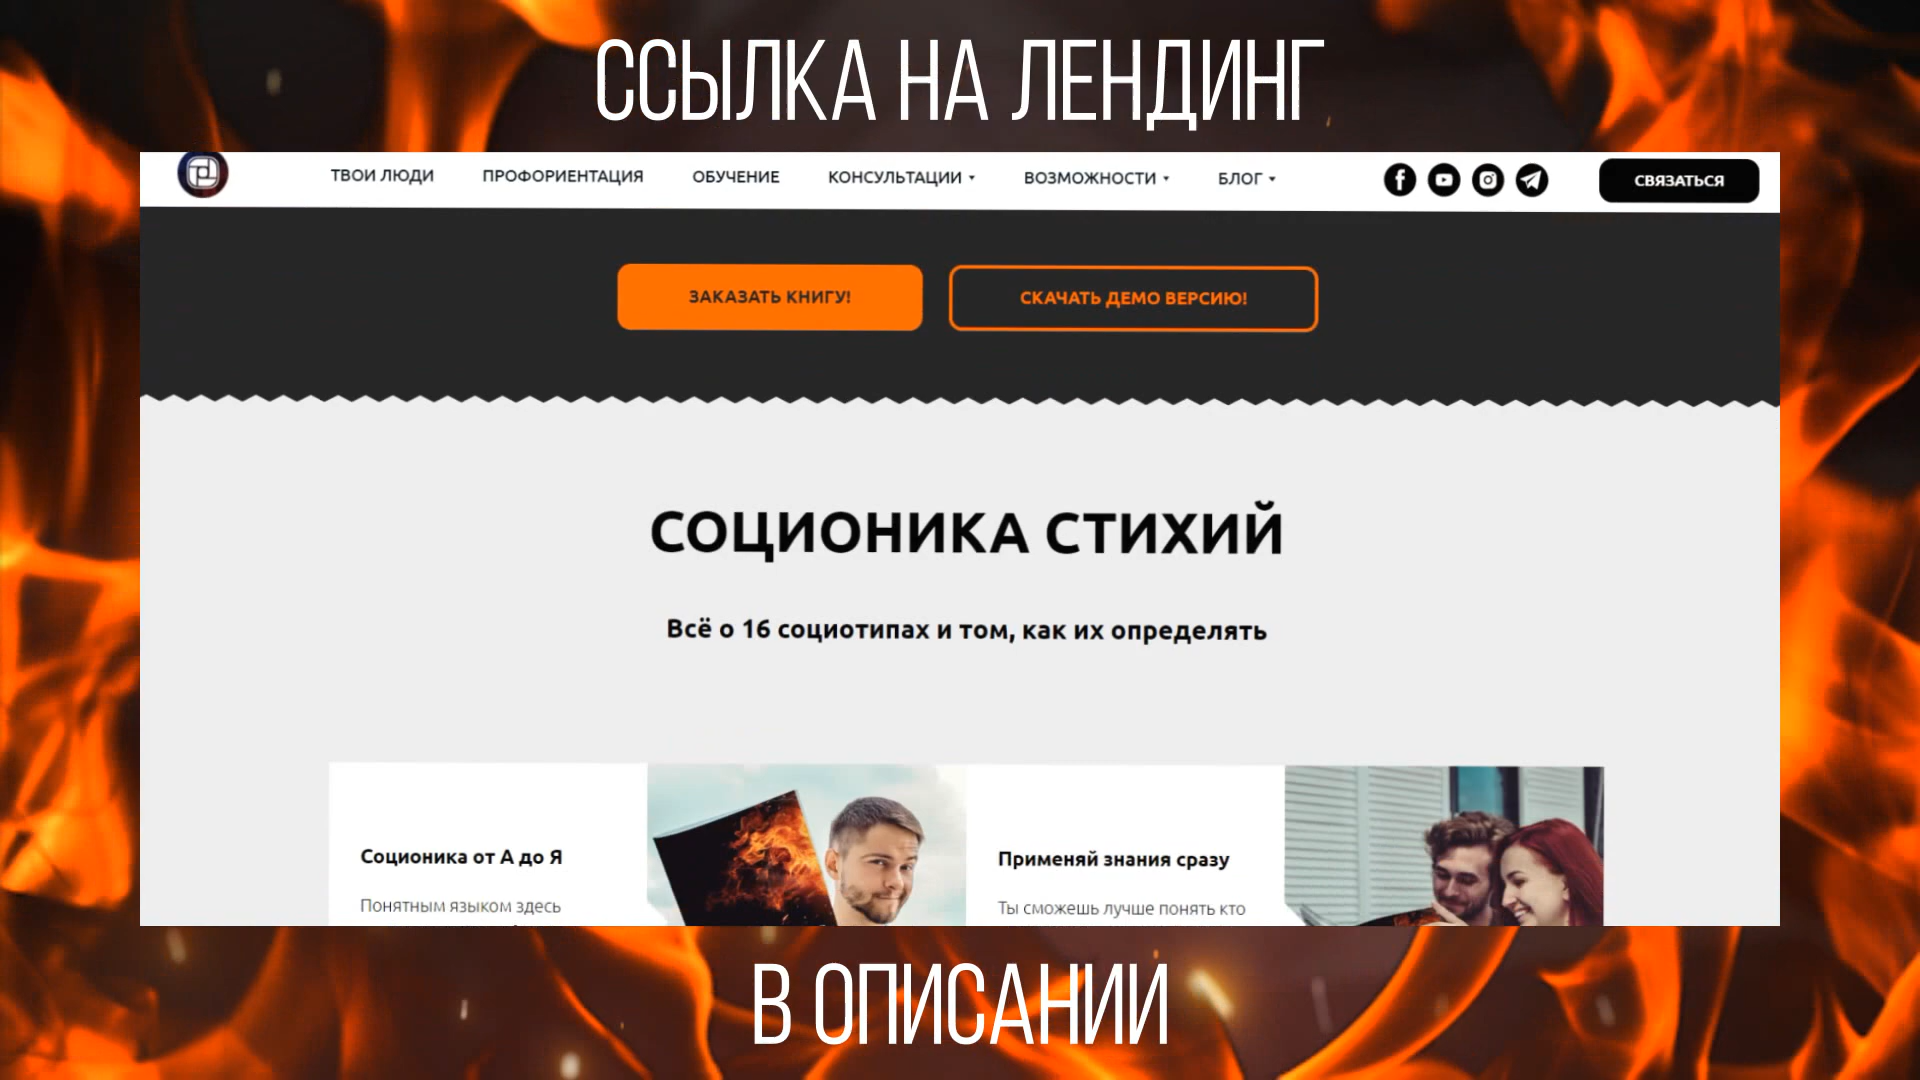 ССЫЛКА НА ЛЕНДИНГ
ТВОИ ЛЮДИ ПРОФОРИЕНТАЦИЯ ОБУЧЕНИЕ КОНСУЛЬТАЦИИ ВОЗМОЖНОСТИ БЛОГ СВЯЗАТЬСЯ
ЗАКАЗАТЬ КНИГУ! СКАЧАТЬ ДЕМО ВЕРСИЮ!
СОЦИОНИКА СТИХИЙ
Всё о 16 социотипах и том, как их определять
Соционика от А до Я
Понятным языком здесь
Применяй знания сразу
Ты сможешь лучше понять кто
В ОПИСАНИИ